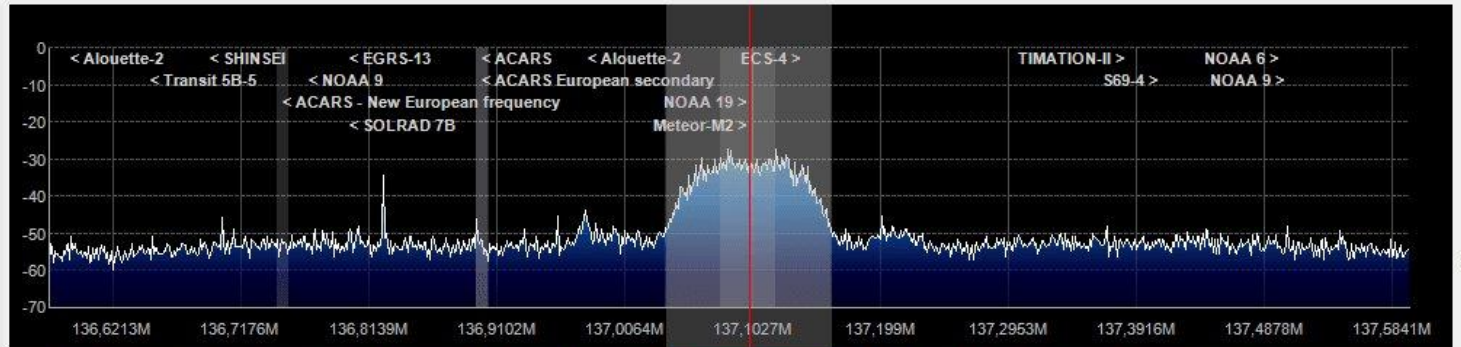 0
< Alouette-2 < SHINSEI < EGRS-13 < ACARS < Alouette-2 ECS-4 > TIMATION-II > NOAA 6 >
< Transit 5B-5 < NOAA 9 < ACARS European secondary S69-4 > NOAA 9 >
-10
< ACARS - New European frequency NOAA 19 >
-20
< SOLRAD 7B Meteor-M2 >
-30
-40
-50
-60
-70
136,6213M 136,7176M 136,8139M 136,9102M 137,0064M 137,1027M 137,199M 137,2953M 137,3916M 137,4878M 137,5841M